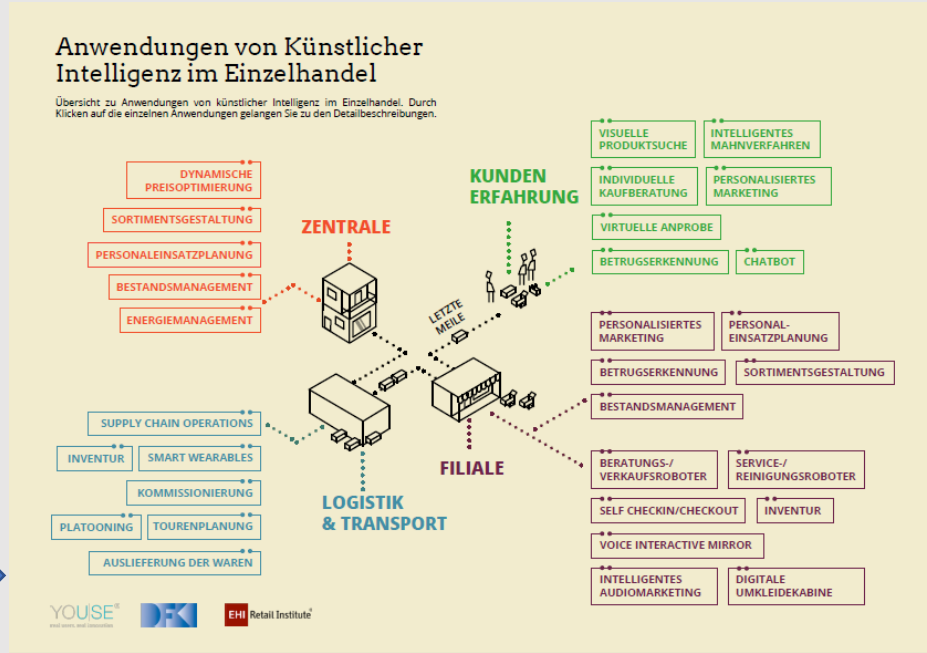 Anwendungen von Künstlicher
Intelligenz im Einzelhandel
Übersicht zu Anwendungen von künstlicher Intelligenz im Einzelhandel. Durch
Klicken auf die einzelnen Anwendungen gelangen Sie zu den Detailbeschreibungen.
ZENTRALE
DYNAMISCHE
PREISOPTIMIERUNG
SORTIMENTSGESTALTUNG
PERSONALEINSATZPLANUNG
BESTANDSMANAGEMENT
ENERGIEMANAGEMENT
KUNDEN
ERFAHRUNG
VISUELLE
PRODUKTSUCHE
INTELLIGENTES
MAHNVERFAHREN
INDIVIDUELLE
KAUFBERATUNG
PERSONALISIERTES
MARKETING
VIRTUELLE ANPROBE
BETRUGSERKENNUNG
CHATBOT
LETZTE
MEILE
FILIALE
PERSONALISIERTES
MARKETING
PERSONAL-
EINSATZPLANUNG
BETRUGSERKENNUNG
SORTIMENTSGESTALTUNG
BESTANDSMANAGEMENT
BERATUNGS-/
VERKAUFSROBOTER
SERVICE-/
REINIGUNGSROBOTER
SELF CHECKIN/CHECKOUT
INVENTUR
VOICE INTERACTIVE MIRROR
INTELLIGENTES
AUDIOMARKETING
DIGITALE
UMKLEIDEKABINE
LOGISTIK
& TRANSPORT
SUPPLY CHAIN OPERATIONS
INVENTUR
SMART WEARABLES
KOMMISSIONIERUNG
PLATOONING
TOURENPLANUNG
AUSLIEFERUNG DER WAREN
YOUSE
DFKI
EHI Retail Institute®